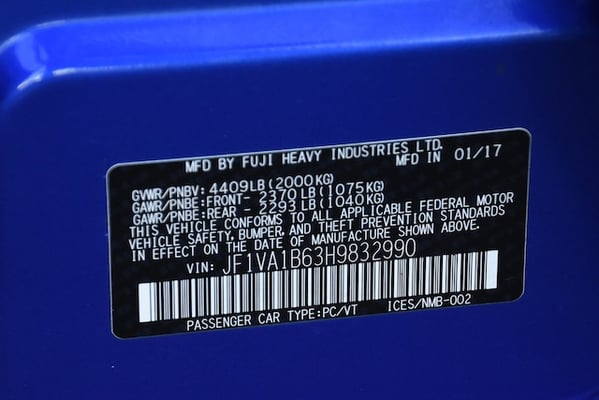 MFD BY FUJI HEAVY INDUSTRIES LTD.
MFD IN 01/17
GVWR/PNBV: 4409LB(2000KG)
GAWR/PNBE:FRONT- 2370LB(1075KG)
GAWR/PNBE:REAR - 2293LB(1040KG)
THIS VEHICLE CONFORMS TO ALL APPLICABLE FEDERAL MOTOR
VEHICLE SAFETY, BUMPER, AND THEFT PREVENTION STANDARDS
IN EFFECT ON THE DATE OF MANUFACTURE SHOWN ABOVE.
VIN: JF1VA1B63H9832990
PASSENGER CAR TYPE:PC/VT ICES/NMB-002